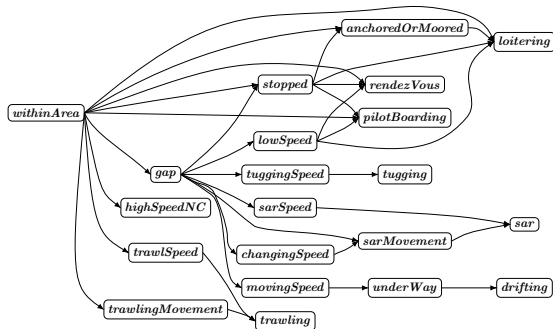 anchoredOrMoored
loitering
stopped
rendezVous
withinArea
pilotBoarding
lowSpeed
gap
tuggingSpeed
tugging
highSpeedNC
sarSpeed
sar
sarMovement
trawlSpeed
changingSpeed
movingSpeed
underWay
drifting
trawlingMovement
trawling